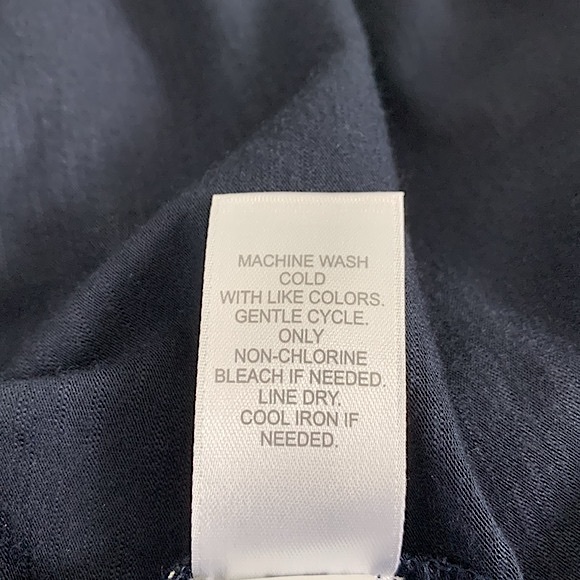 MACHINE WASH
COLD
WITH LIKE COLORS.
GENTLE CYCLE.
ONLY
NON-CHLORINE
BLEACH IF NEEDED.
LINE DRY.
COOL IRON IF
NEEDED.